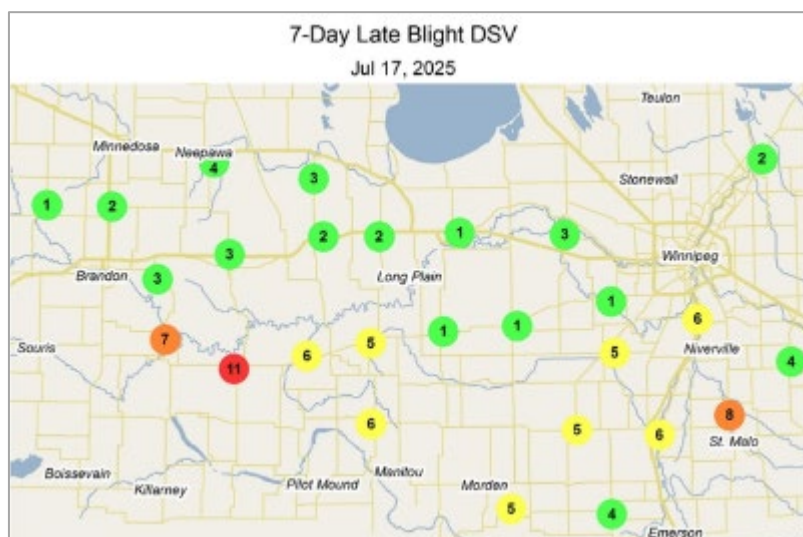 7-Day Late Blight DSV
Jul 17, 2025
Teulon
Minnedosa
Neepawa
2
4
3
Stonewall
1
2
2
2
1
3
3
Winnipeg
Brandon
3
Long Plain
1
6
7
1
1
Souris
6
5
5
Niverville
11
4
8
6
5
6
St. Malo
Boissevain
Killarney
Pilot Mound
Manitou
Morden
5
4
Emerson